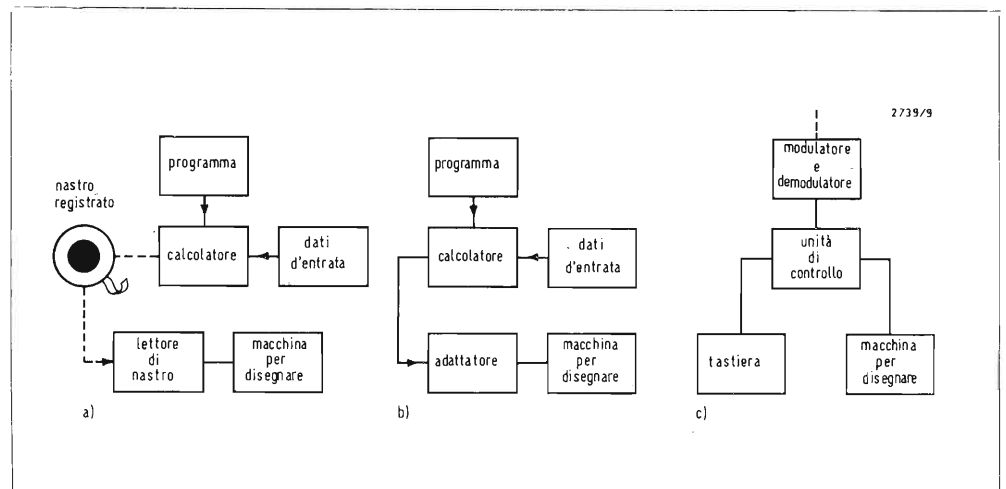 2739/9
nastro
registrato
programma
calcolatore
dati
d'entrata
lettore
di
nastro
macchina
per
disegnare
a)
programma
calcolatore
dati
d'entrata
adattatore
macchina
per
disegnare
b)
modulatore
e
demodulatore
unità
di
controllo
tastiera
macchina
per
disegnare
c)